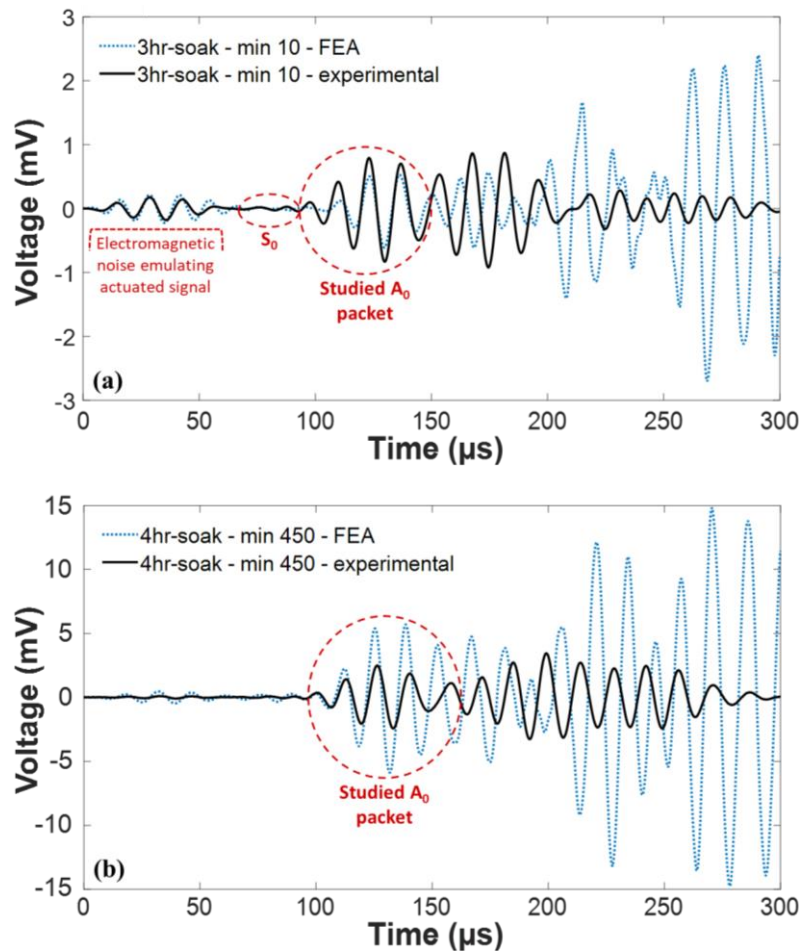 3
2
1
0
-1
-2
-3
Voltage (mV)
3hr-soak - min 10 - FEA
3hr-soak - min 10 - experimental
Electromagnetic
noise emulating
actuated signal
S₀
Studied A₀
packet
(a)
0 50 100 150 200 250 300
Time (µs)
15
10
5
0
-5
-10
-15
Voltage (mV)
4hr-soak - min 450 - FEA
4hr-soak - min 450 - experimental
Studied A₀
packet
(b)
0 50 100 150 200 250 300
Time (µs)